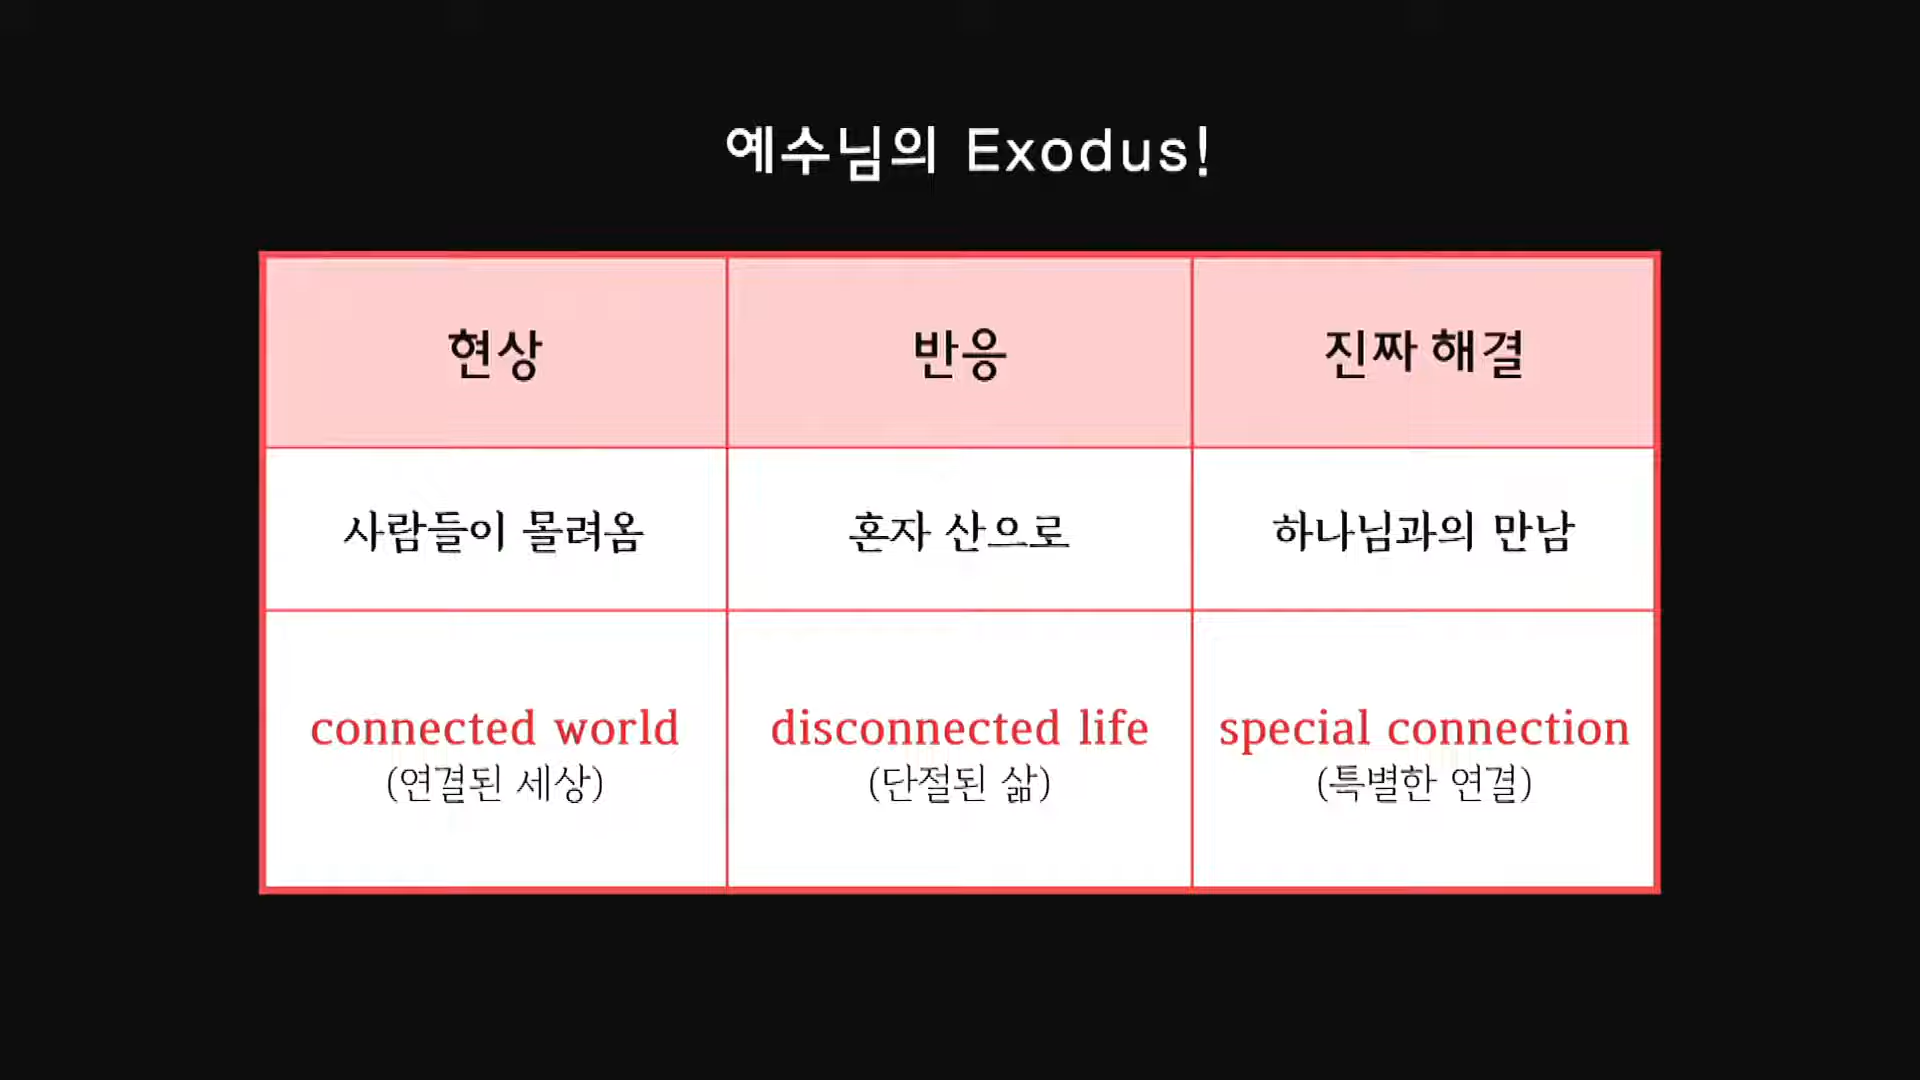 예수님의 Exodus!
현상 반응 진짜 해결
사람들이 몰려옴 혼자 산으로 하나님과의 만남
connected world disconnected life special connection
(연결된 세상) (단절된 삶) (특별한 연결)